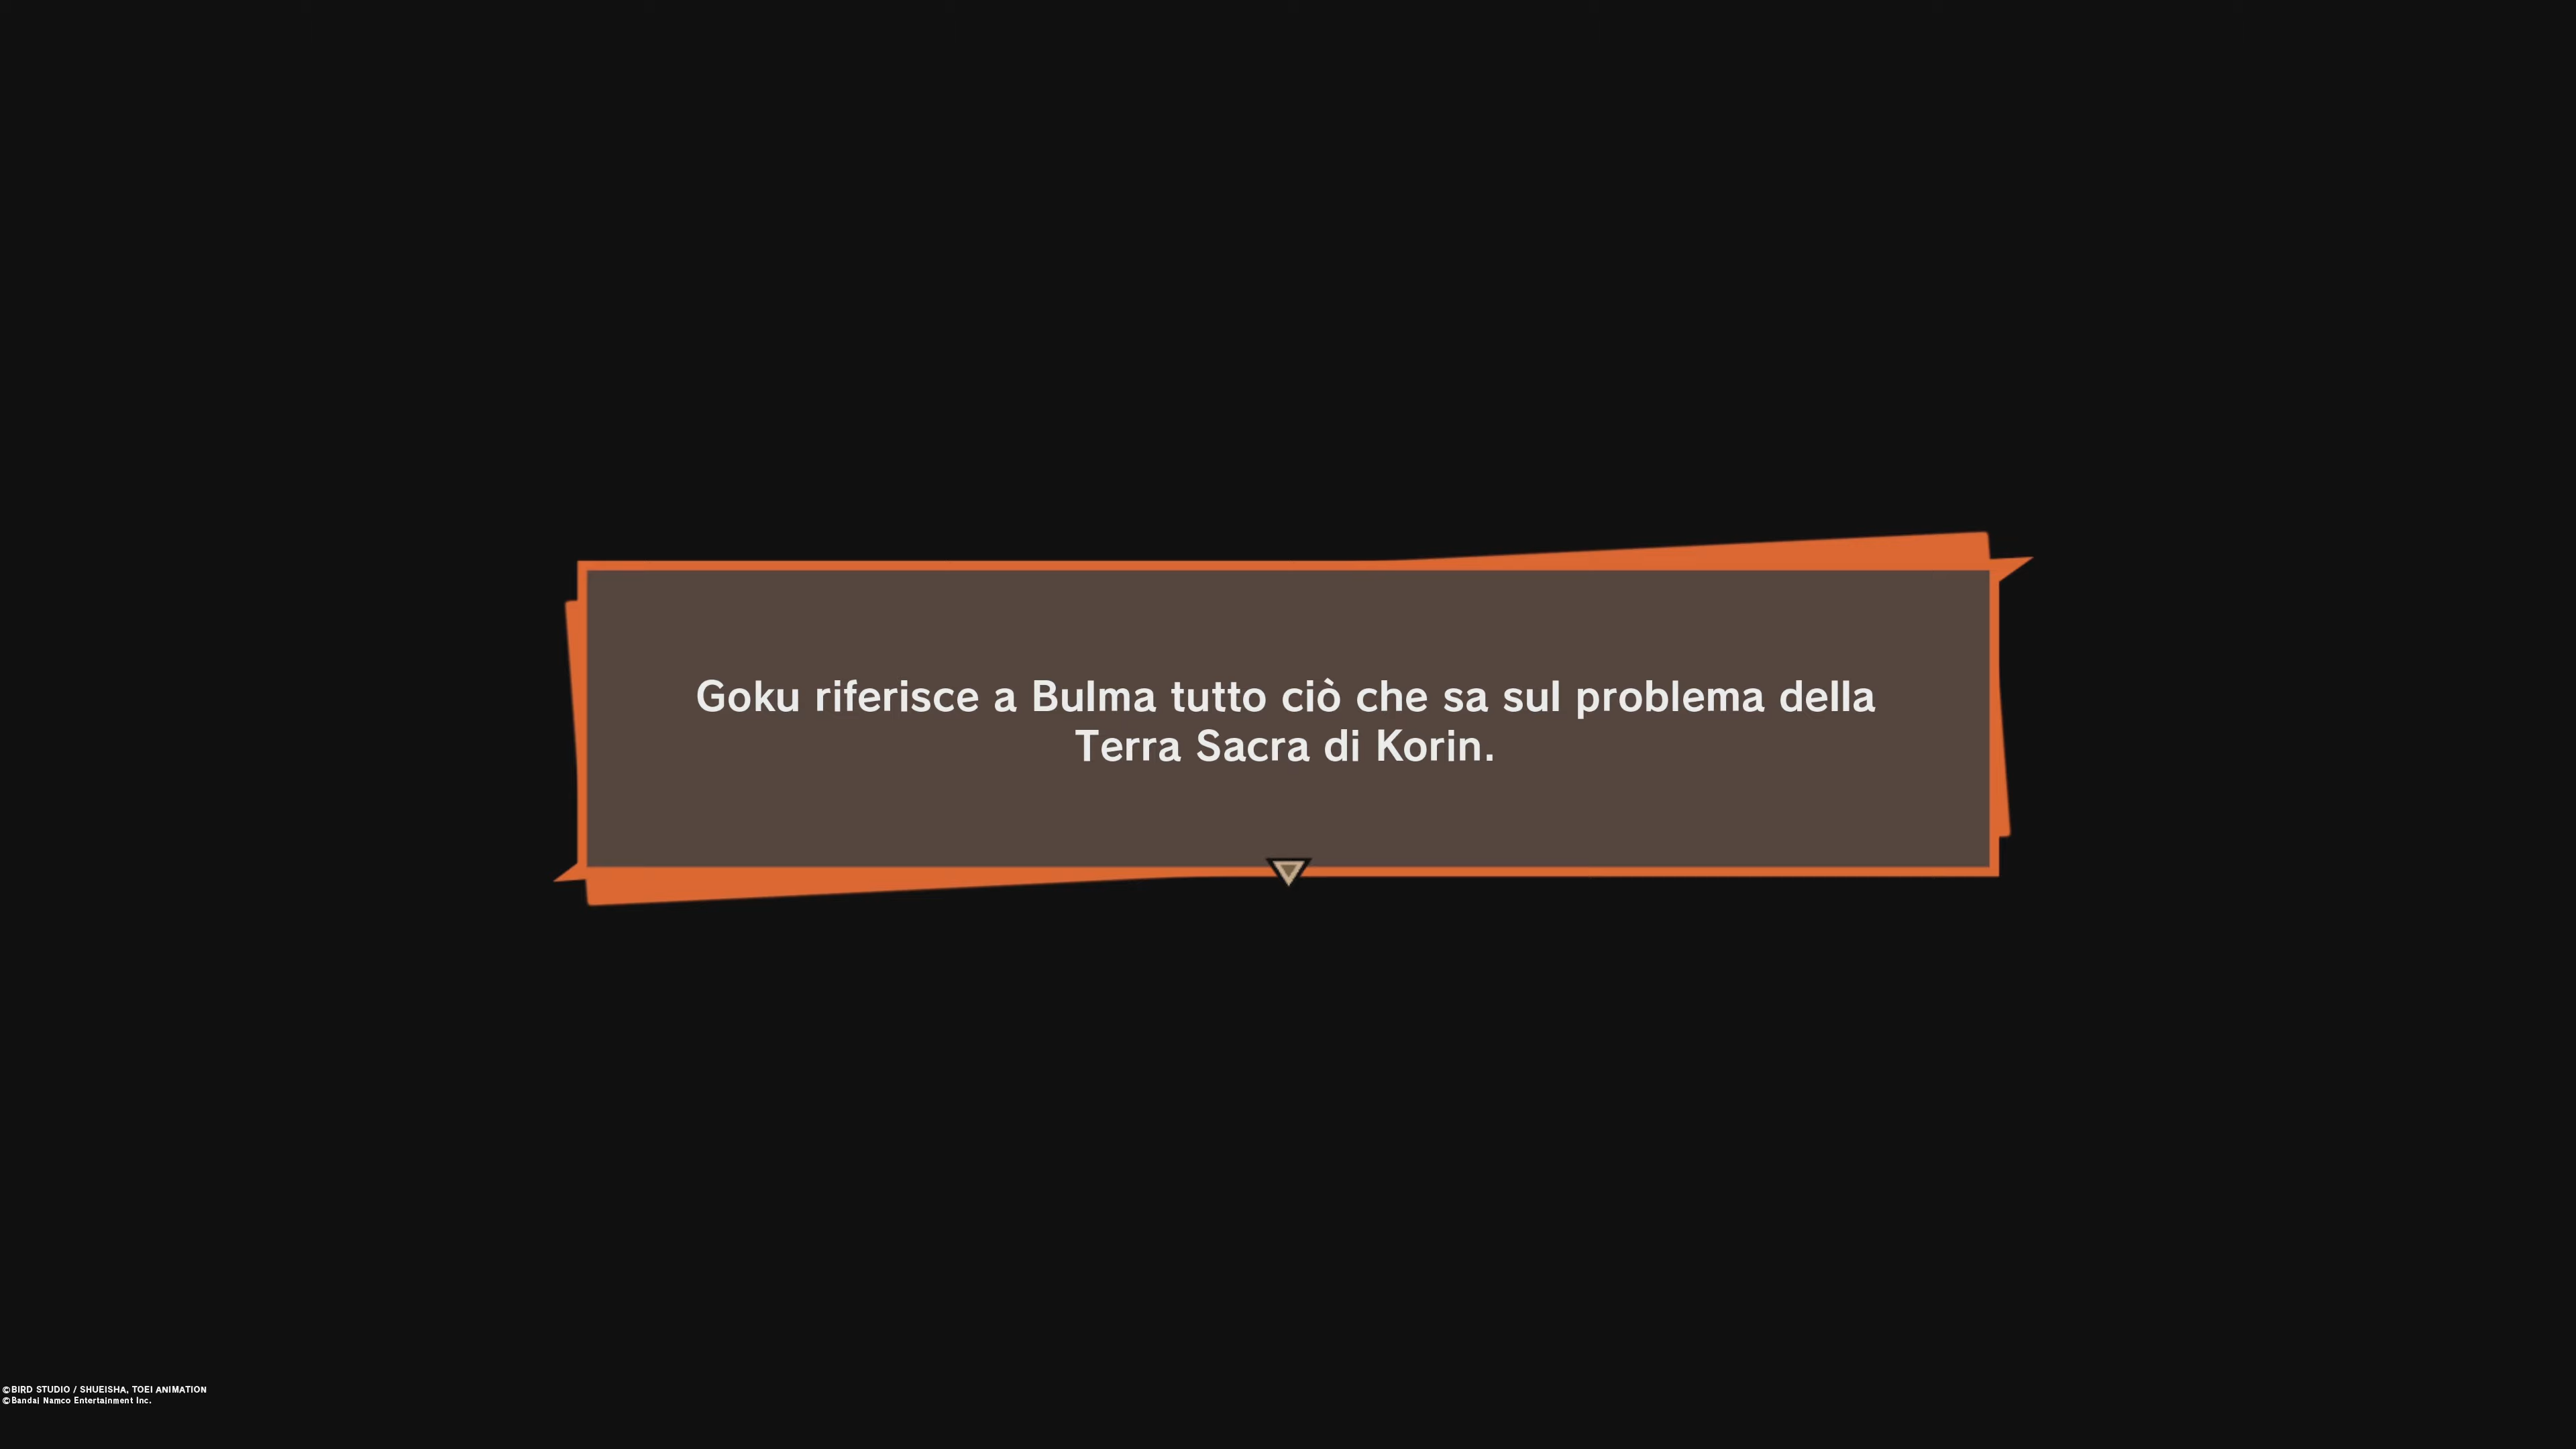 Goku riferisce a Bulma tutto ciò che sa sul problema della
Terra Sacra di Korin.
©BIRD STUDIO / SHUEISHA, TOEI ANIMATION
©Bandai Namco Entertainment Inc.